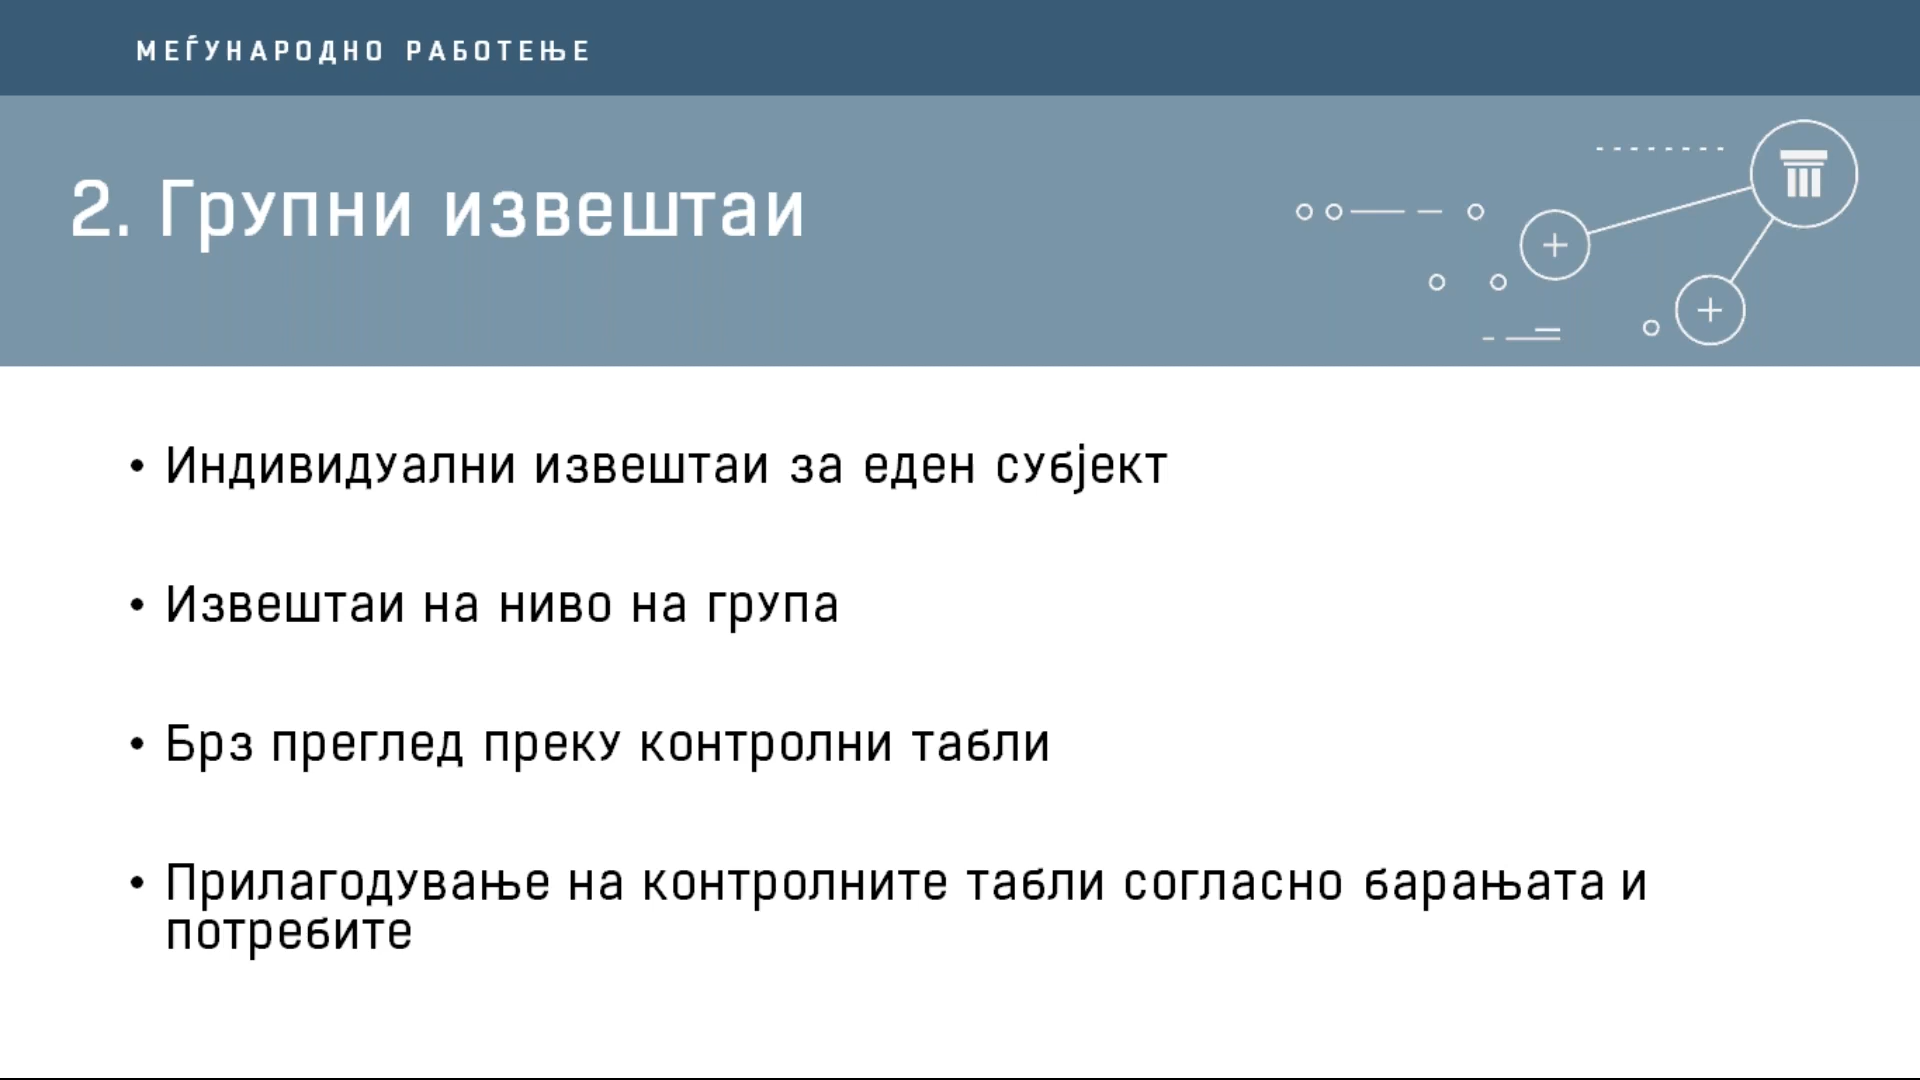 МЕЃУНАРОДНО РАБОТЕЊЕ
2. Групни извештаи
• Индивидуални извештаи за еден субјект
• Извештаи на ниво на група
• Брз преглед преку контролни табли
• Прилагодување на контролните табли согласно барањата и
потребите